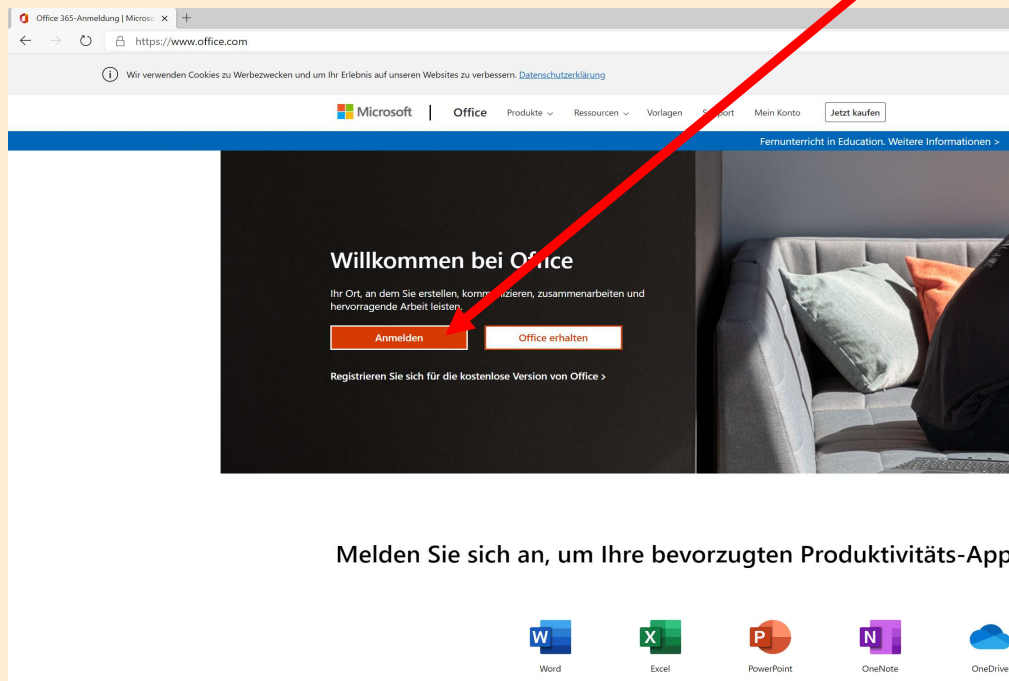 Office 365-Anmeldung | Microso
https://www.office.com
Wir verwenden Cookies zu Werbezwecken und um Ihr Erlebnis auf unseren Websites zu verbessern. Datenschutzerklärung
Microsoft | Office Produkte Ressourcen Vorlagen Mein Konto Jetzt kaufen
Fernunterricht in Education. Weitere Informationen >
Willkommen bei Office
Ihr Ort, an dem Sie erstellen, kommunizieren, zusammenarbeiten und
hervorragende Arbeit leisten.
Anmelden Office erhalten
Registrieren Sie sich für die kostenlose Version von Office >
Melden Sie sich an, um Ihre bevorzugten Produktivitäts-App
W X P N
Word Excel PowerPoint OneNote OneDrive